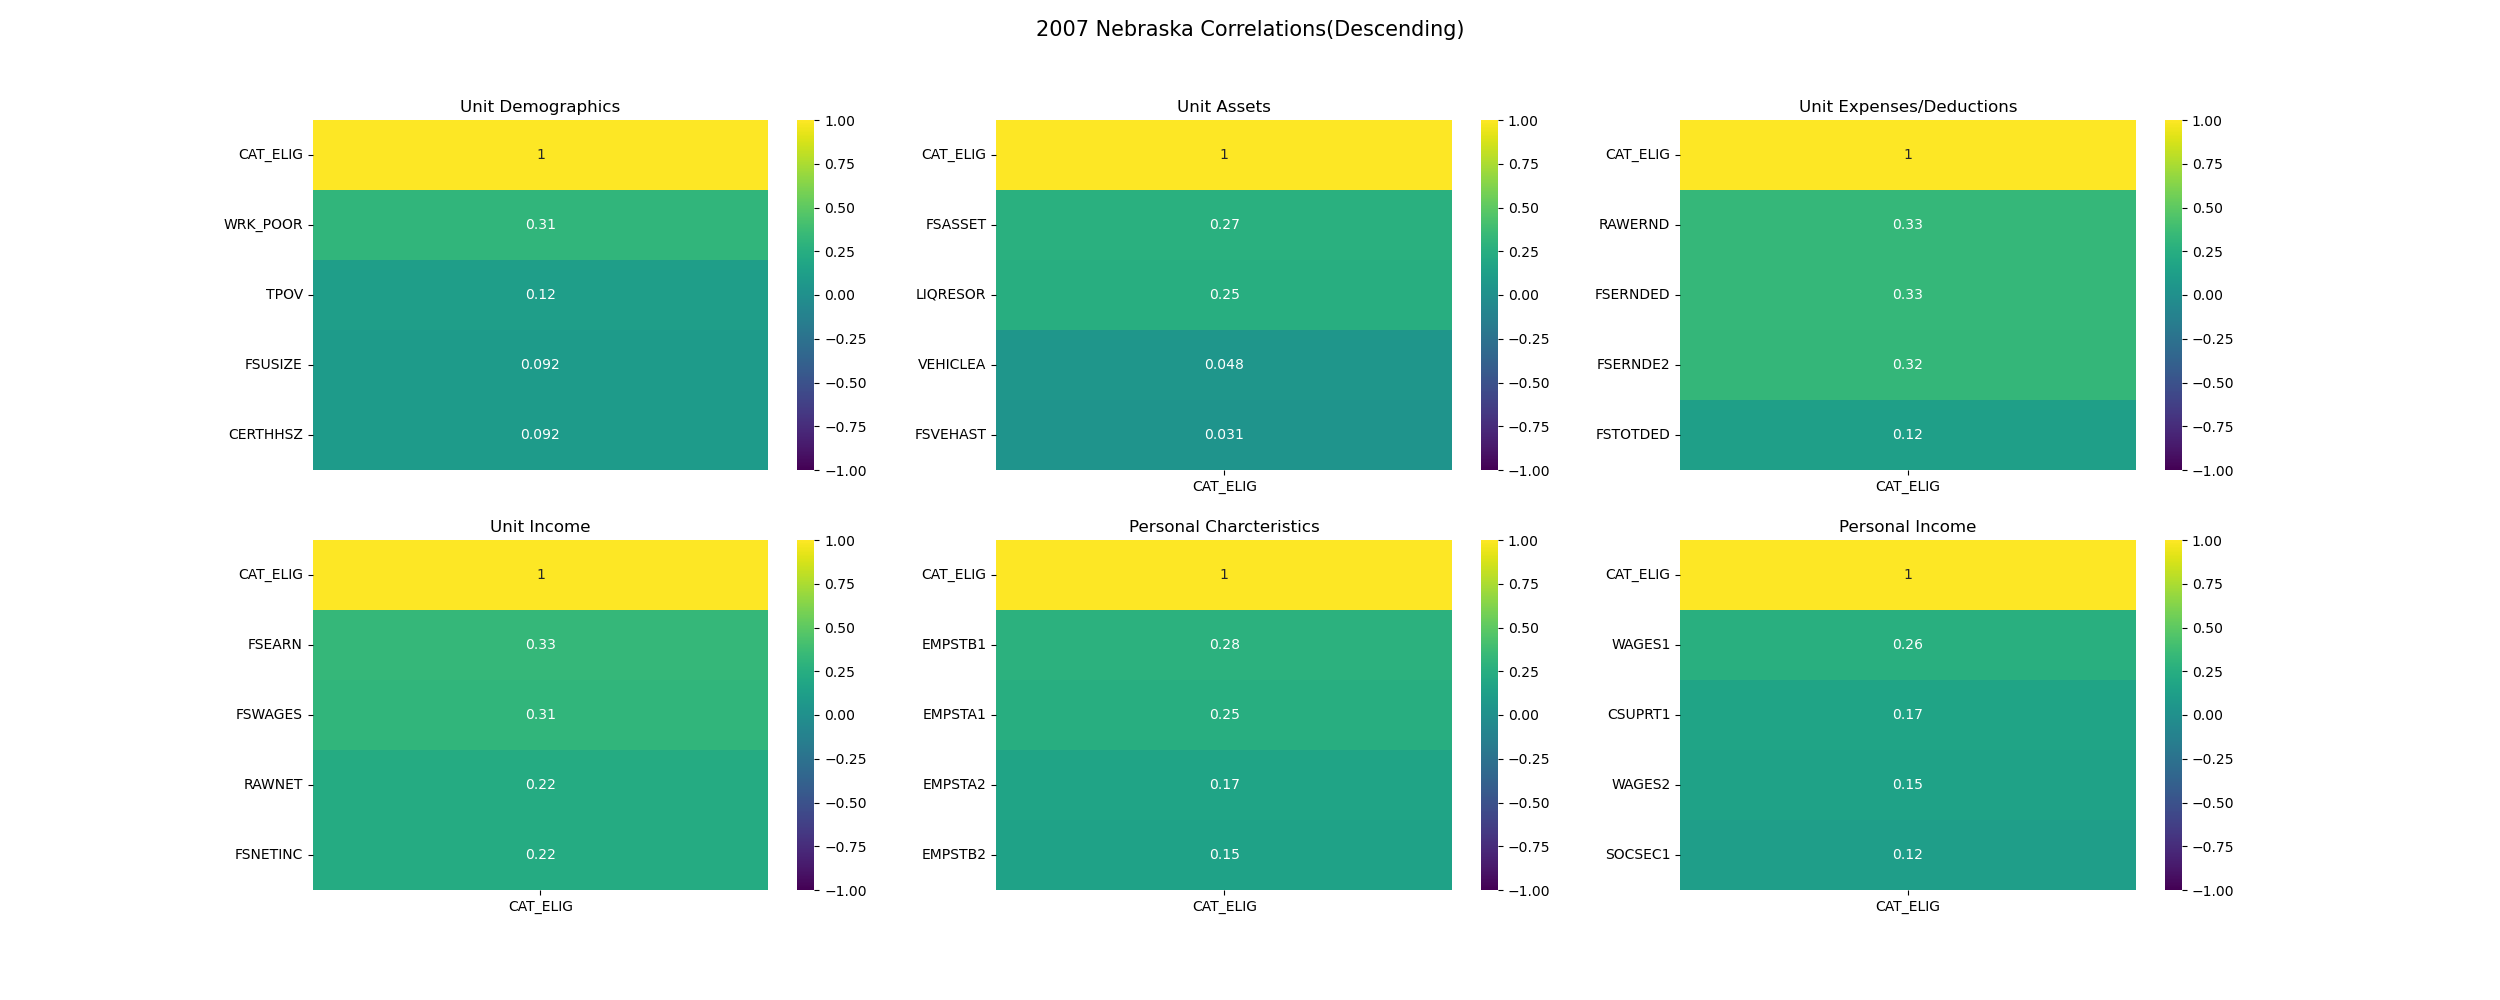 2007 Nebraska Correlations(Descending)
Unit Demographics
CAT_ELIG
1
WRK_POOR
0.31
TPOV
0.12
FSUSIZE
0.092
CERTHHSZ
0.092
1.00
0.75
0.50
0.25
0.00
−0.25
−0.50
−0.75
−1.00
Unit Assets
CAT_ELIG
1
FSASSET
0.27
LIQRESOR
0.25
VEHICLEA
0.048
FSVEHAST
0.031
CAT_ELIG
1.00
0.75
0.50
0.25
0.00
−0.25
−0.50
−0.75
−1.00
Unit Expenses/Deductions
CAT_ELIG
1
RAWERND
0.33
FSERNDED
0.33
FSERNDE2
0.32
FSTOTDED
0.12
CAT_ELIG
1.00
0.75
0.50
0.25
0.00
−0.25
−0.50
−0.75
−1.00
Unit Income
CAT_ELIG
1
FSEARN
0.33
FSWAGES
0.31
RAWNET
0.22
FSNETINC
0.22
CAT_ELIG
1.00
0.75
0.50
0.25
0.00
−0.25
−0.50
−0.75
−1.00
Personal Charcteristics
CAT_ELIG
1
EMPSTB1
0.28
EMPSTA1
0.25
EMPSTA2
0.17
EMPSTB2
0.15
CAT_ELIG
1.00
0.75
0.50
0.25
0.00
−0.25
−0.50
−0.75
−1.00
Personal Income
CAT_ELIG
1
WAGES1
0.26
CSUPRT1
0.17
WAGES2
0.15
SOCSEC1
0.12
CAT_ELIG
1.00
0.75
0.50
0.25
0.00
−0.25
−0.50
−0.75
−1.00